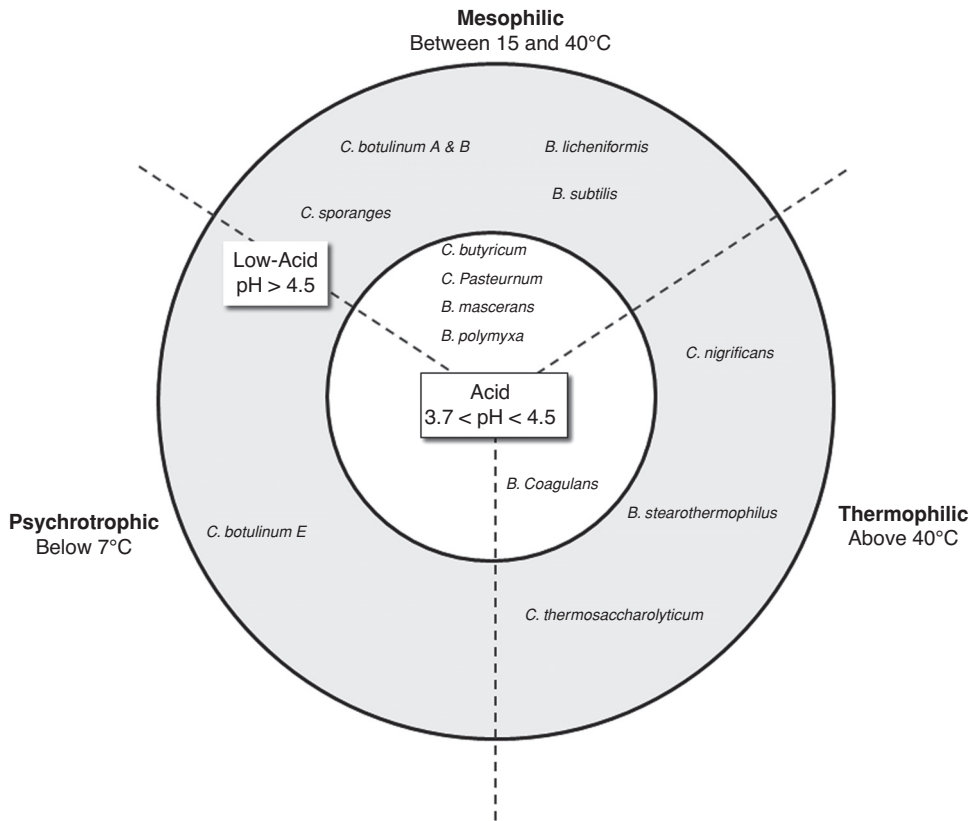 Mesophilic
Between 15 and 40°C
C. botulinum A & B
B. licheniformis
B. subtilis
C. sporanges
C. butyricum
Low-Acid
pH > 4.5
C. Pasteurnum
B. mascerans
B. polymyxa
C. nigrificans
Acid
3.7 < pH < 4.5
B. Coagulans
B. stearothermophilus
Psychrotrophic
Below 7°C
C. botulinum E
Thermophilic
Above 40°C
C. thermosaccharolyticum